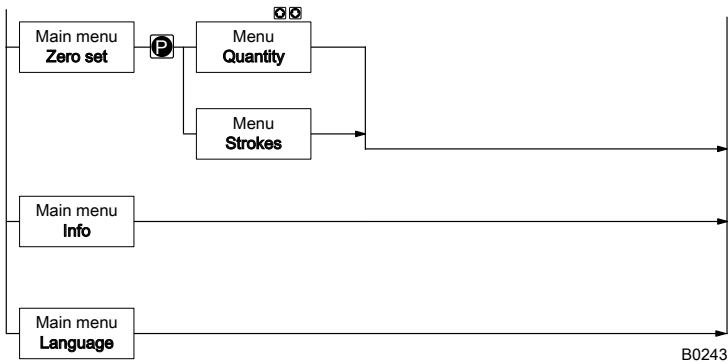 Main menu
Zero set
P
Menu
Quantity
Menu
Strokes
Main menu
Info
Main menu
Language
B0243